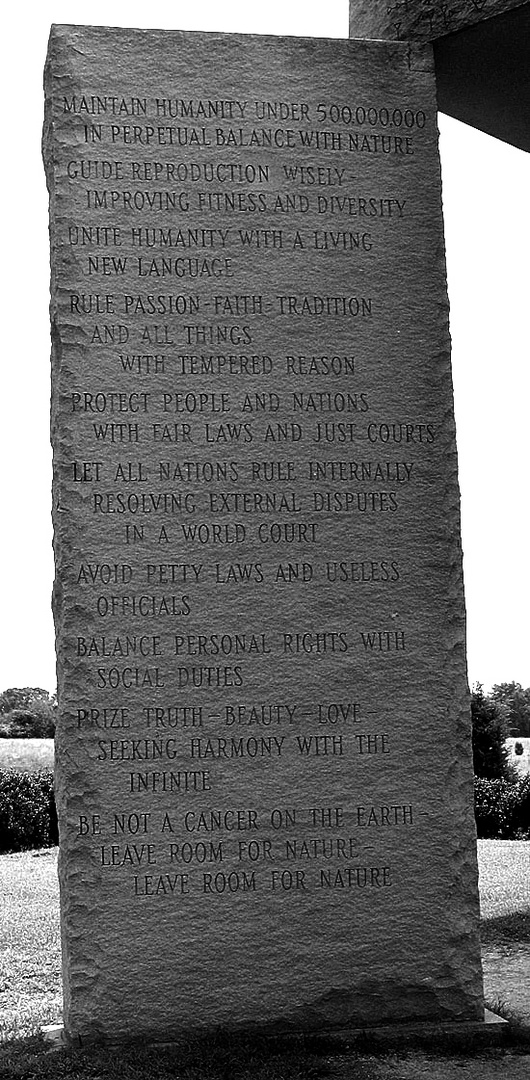 MAINTAIN HUMANITY UNDER 500,000,000
IN PERPETUAL BALANCE WITH NATURE
GUIDE REPRODUCTION WISELY-
IMPROVING FITNESS AND DIVERSITY
UNITE HUMANITY WITH A LIVING
NEW LANGUAGE
RULE PASSION-FAITH-TRADITION-
AND ALL THINGS
WITH TEMPERED REASON
PROTECT PEOPLE AND NATIONS
WITH FAIR LAWS AND JUST COURTS
LET ALL NATIONS RULE INTERNALLY
RESOLVING EXTERNAL DISPUTES
IN A WORLD COURT
AVOID PETTY LAWS AND USELESS
OFFICIALS
BALANCE PERSONAL RIGHTS WITH
SOCIAL DUTIES
PRIZE TRUTH-BEAUTY-LOVE-
SEEKING HARMONY WITH THE
INFINITE
BE NOT A CANCER ON THE EARTH-
LEAVE ROOM FOR NATURE-
LEAVE ROOM FOR NATURE